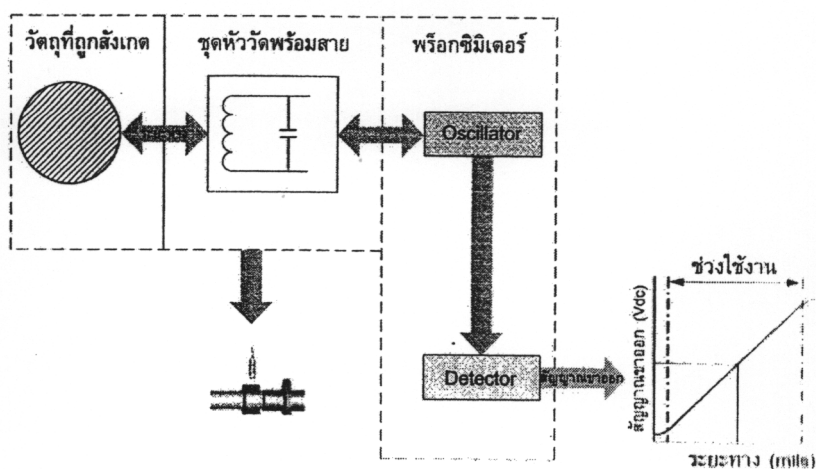 วัตถุที่ถูกสังเกต
ชุดหัววัดพร้อมสาย
พร็อกซิมิเตอร์
Oscillator
Detector
สัญญาณขาออก
ช่วงใช้งาน
สัญญาณขาออก (Vdc)
ระยะทาง (mils)